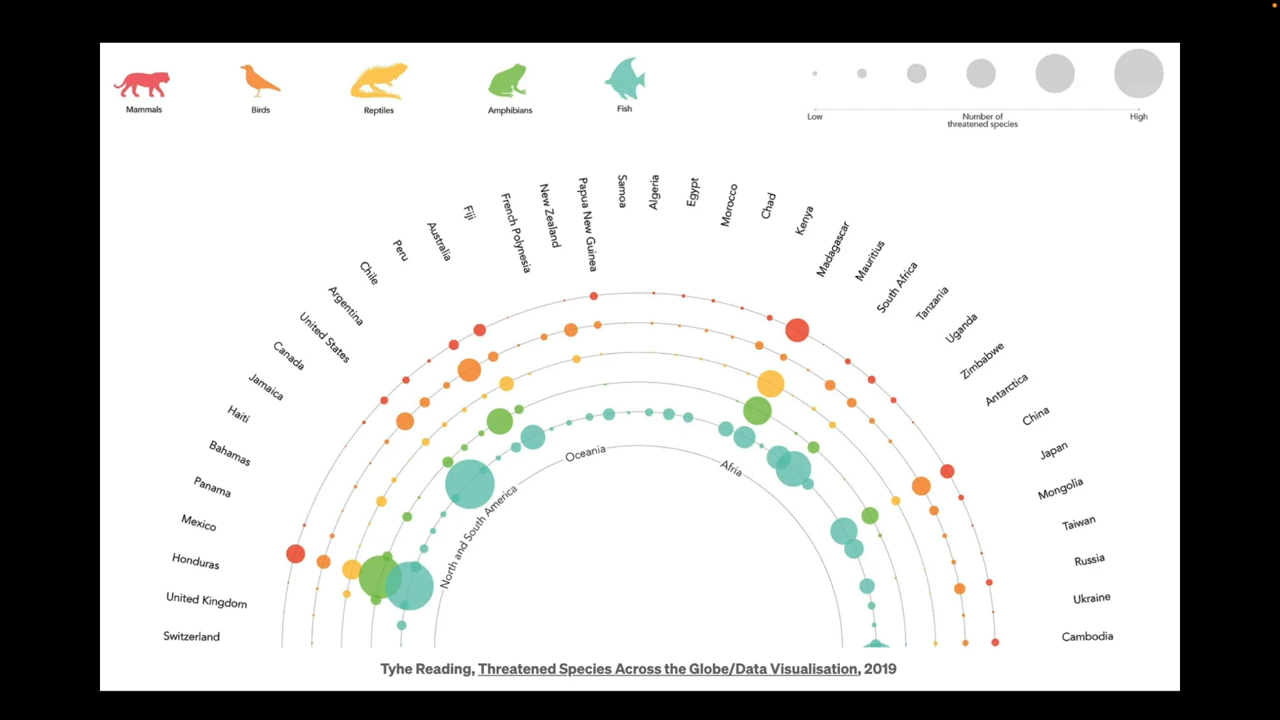 Mammals
Birds
Reptiles
Amphibians
Fish
Low
Number of
threatened species
High
Switzerland
United Kingdom
Honduras
Mexico
Panama
Bahamas
Haiti
Jamaica
Canada
United States
Argentina
Chile
Peru
Australia
Fiji
French Polynesia
New Zealand
Papua New Guinea
Samoa
Algeria
Egypt
Morocco
Chad
Kenya
Madagascar
Mauritius
South Africa
Tanzania
Uganda
Zimbabwe
Antarctica
China
Japan
Mongolia
Taiwan
Russia
Ukraine
Cambodia
North and South America
Oceania
Afria
Tyhe Reading, Threatened Species Across the Globe/Data Visualisation, 2019